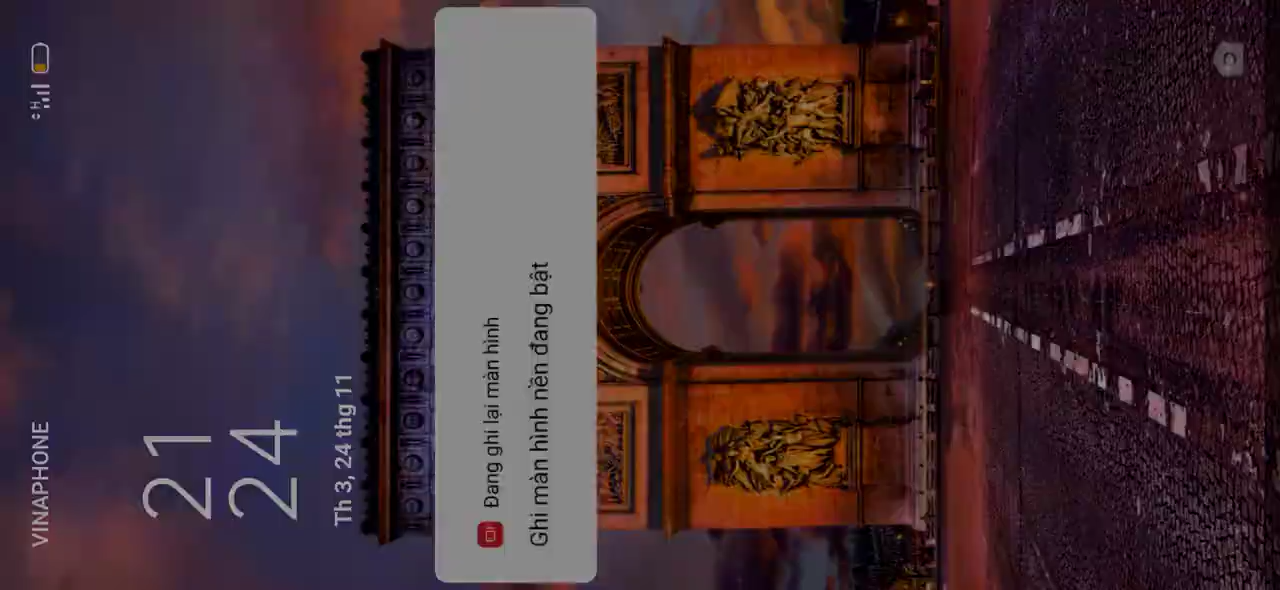 VINAPHONE
H
21
24
Th 3, 24 thg 11
Đang ghi lại màn hình
Ghi màn hình nền đang bật